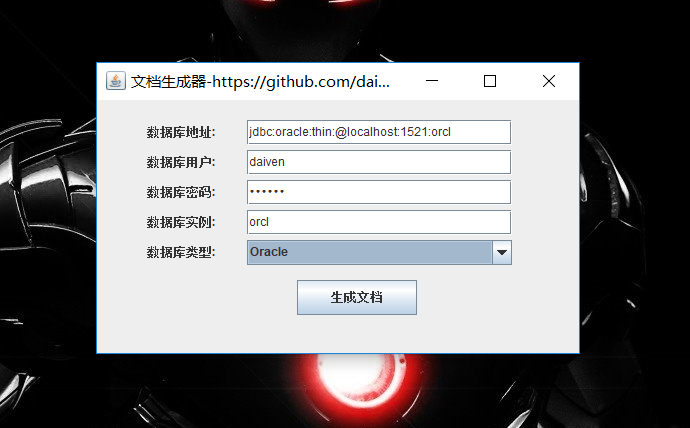 文档生成器-https://github.com/dai...
数据库地址: jdbc:oracle:thin:@localhost:1521:orcl
数据库用户: daiven
数据库密码: ••••••
数据库实例: orcl
数据库类型: Oracle
生成文档